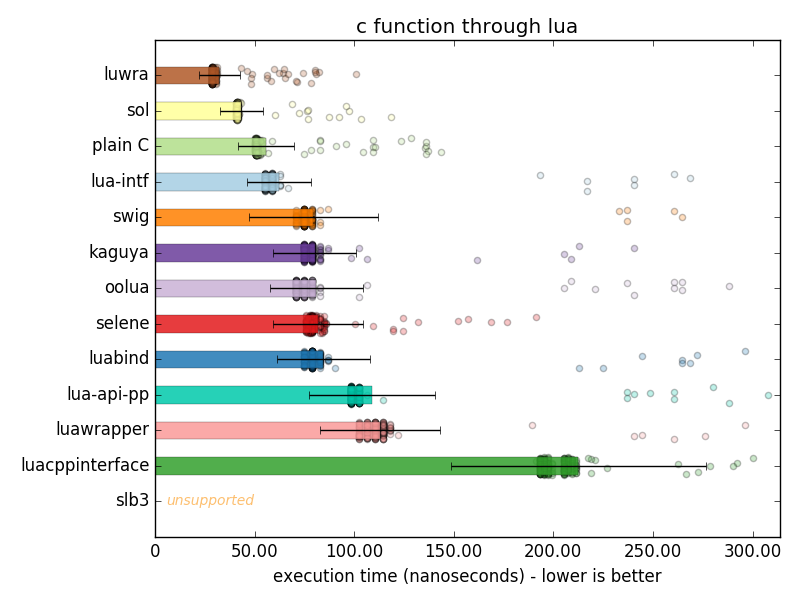 c function through lua
luwra
sol
plain C
lua-intf
swig
kaguya
oolua
selene
luabind
lua-api-pp
luawrapper
luacppinterface
slb3 unsupported
0 50.00 100.00 150.00 200.00 250.00 300.00
execution time (nanoseconds) - lower is better